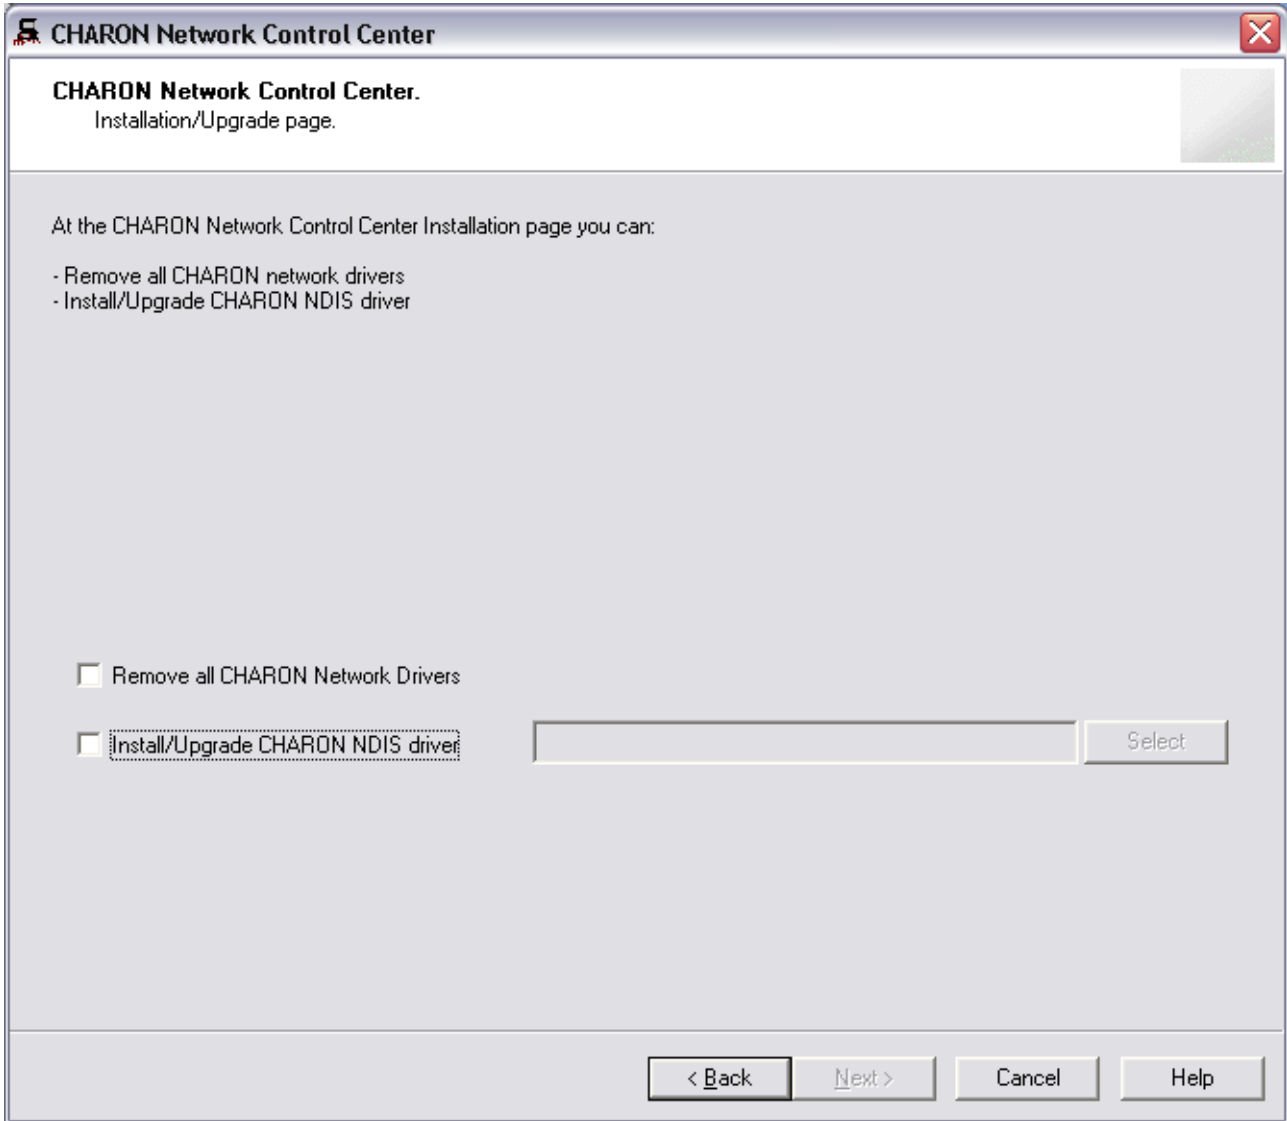 CHARON Network Control Center
CHARON Network Control Center.
Installation/Upgrade page.
At the CHARON Network Control Center Installation page you can:
- Remove all CHARON network drivers
- Install/Upgrade CHARON NDIS driver
Remove all CHARON Network Drivers
Install/Upgrade CHARON NDIS driver
Select
< Back
Next >
Cancel
Help